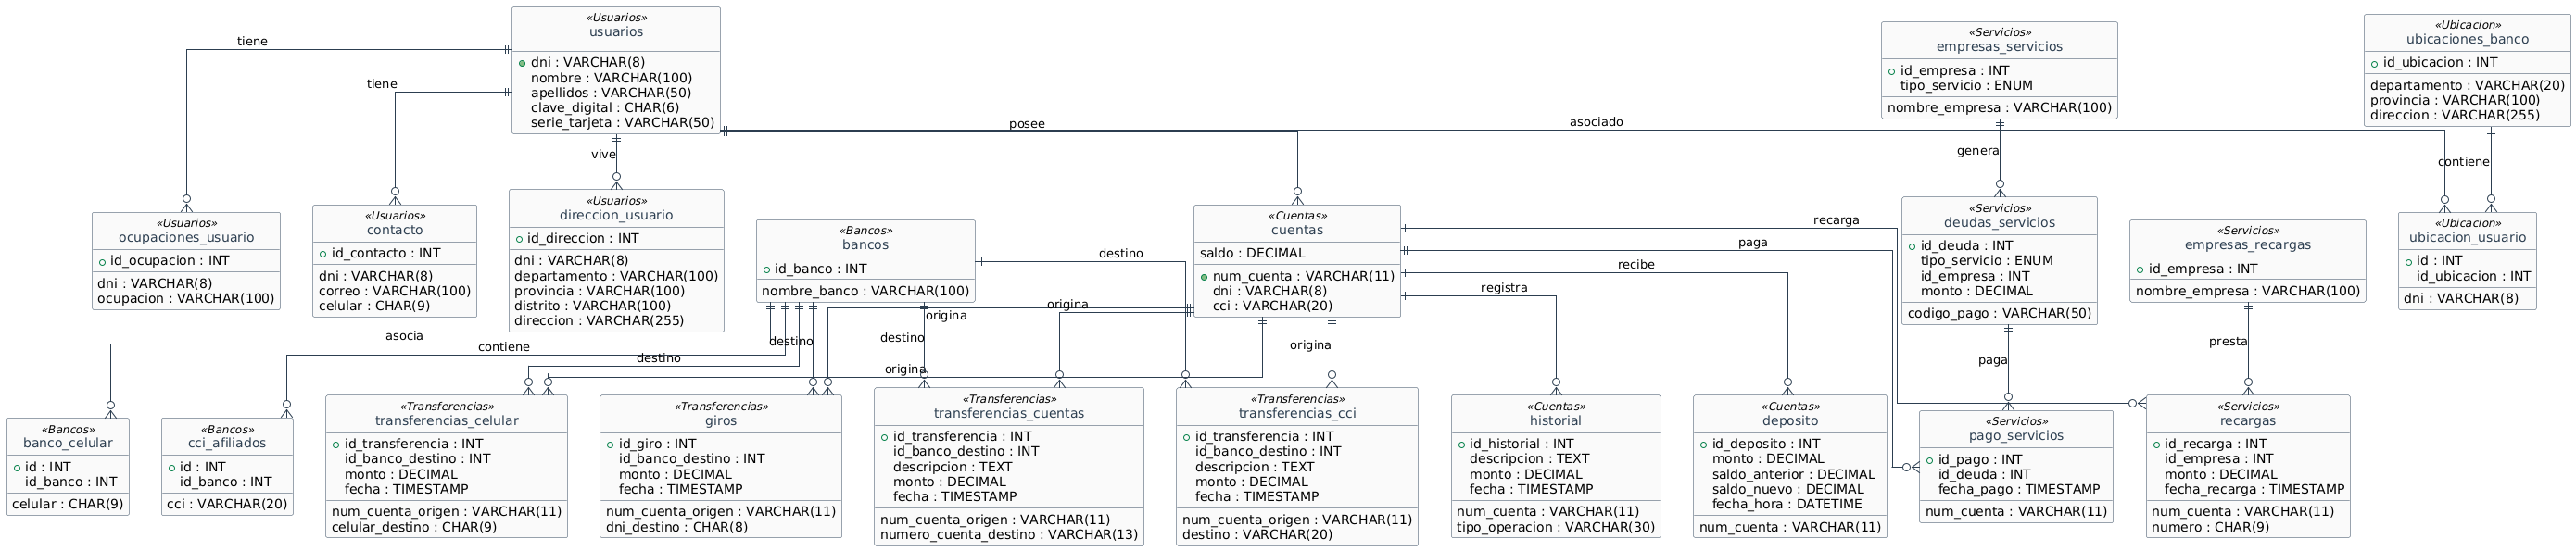 «Usuarios»
usuarios
dni : VARCHAR(8)
nombre : VARCHAR(100)
apellidos : VARCHAR(50)
clave_digital : CHAR(6)
serie_tarjeta : VARCHAR(50)
«Servicios»
empresas_servicios
id_empresa : INT
tipo_servicio : ENUM
nombre_empresa : VARCHAR(100)
«Ubicacion»
ubicaciones_banco
id_ubicacion : INT
departamento : VARCHAR(20)
provincia : VARCHAR(100)
direccion : VARCHAR(255)
tiene
tiene
vive
posee
asociado
genera
contiene
«Usuarios»
ocupaciones_usuario
id_ocupacion : INT
dni : VARCHAR(8)
ocupacion : VARCHAR(100)
«Usuarios»
contacto
id_contacto : INT
dni : VARCHAR(8)
correo : VARCHAR(100)
celular : CHAR(9)
«Usuarios»
direccion_usuario
id_direccion : INT
dni : VARCHAR(8)
departamento : VARCHAR(100)
provincia : VARCHAR(100)
distrito : VARCHAR(100)
direccion : VARCHAR(255)
«Bancos»
bancos
id_banco : INT
nombre_banco : VARCHAR(100)
«Cuentas»
cuentas
saldo : DECIMAL
num_cuenta : VARCHAR(11)
dni : VARCHAR(8)
cci : VARCHAR(20)
«Servicios»
deudas_servicios
id_deuda : INT
tipo_servicio : ENUM
id_empresa : INT
monto : DECIMAL
codigo_pago : VARCHAR(50)
«Servicios»
empresas_recargas
id_empresa : INT
nombre_empresa : VARCHAR(100)
«Ubicacion»
ubicacion_usuario
id : INT
id_ubicacion : INT
dni : VARCHAR(8)
destino
recarga
paga
recibe
registra
origina
origina
asocia
contiene
destino
destino
destino
origina
origina
paga
presta
«Bancos»
banco_celular
id : INT
id_banco : INT
celular : CHAR(9)
«Bancos»
cci_afiliados
id : INT
id_banco : INT
cci : VARCHAR(20)
«Transferencias»
transferencias_celular
id_transferencia : INT
id_banco_destino : INT
monto : DECIMAL
fecha : TIMESTAMP
num_cuenta_origen : VARCHAR(11)
celular_destino : CHAR(9)
«Transferencias»
giros
id_giro : INT
id_banco_destino : INT
monto : DECIMAL
fecha : TIMESTAMP
num_cuenta_origen : VARCHAR(11)
dni_destino : CHAR(8)
«Transferencias»
transferencias_cuentas
id_transferencia : INT
id_banco_destino : INT
descripcion : TEXT
monto : DECIMAL
fecha : TIMESTAMP
num_cuenta_origen : VARCHAR(11)
numero_cuenta_destino : VARCHAR(13)
«Transferencias»
transferencias_cci
id_transferencia : INT
id_banco_destino : INT
descripcion : TEXT
monto : DECIMAL
fecha : TIMESTAMP
num_cuenta_origen : VARCHAR(11)
destino : VARCHAR(20)
«Cuentas»
historial
id_historial : INT
descripcion : TEXT
monto : DECIMAL
fecha : TIMESTAMP
num_cuenta : VARCHAR(11)
tipo_operacion : VARCHAR(30)
«Cuentas»
deposito
id_deposito : INT
monto : DECIMAL
saldo_anterior : DECIMAL
saldo_nuevo : DECIMAL
fecha_hora : DATETIME
num_cuenta : VARCHAR(11)
«Servicios»
pago_servicios
id_pago : INT
id_deuda : INT
fecha_pago : TIMESTAMP
num_cuenta : VARCHAR(11)
«Servicios»
recargas
id_recarga : INT
id_empresa : INT
monto : DECIMAL
fecha_recarga : TIMESTAMP
num_cuenta : VARCHAR(11)
numero : CHAR(9)